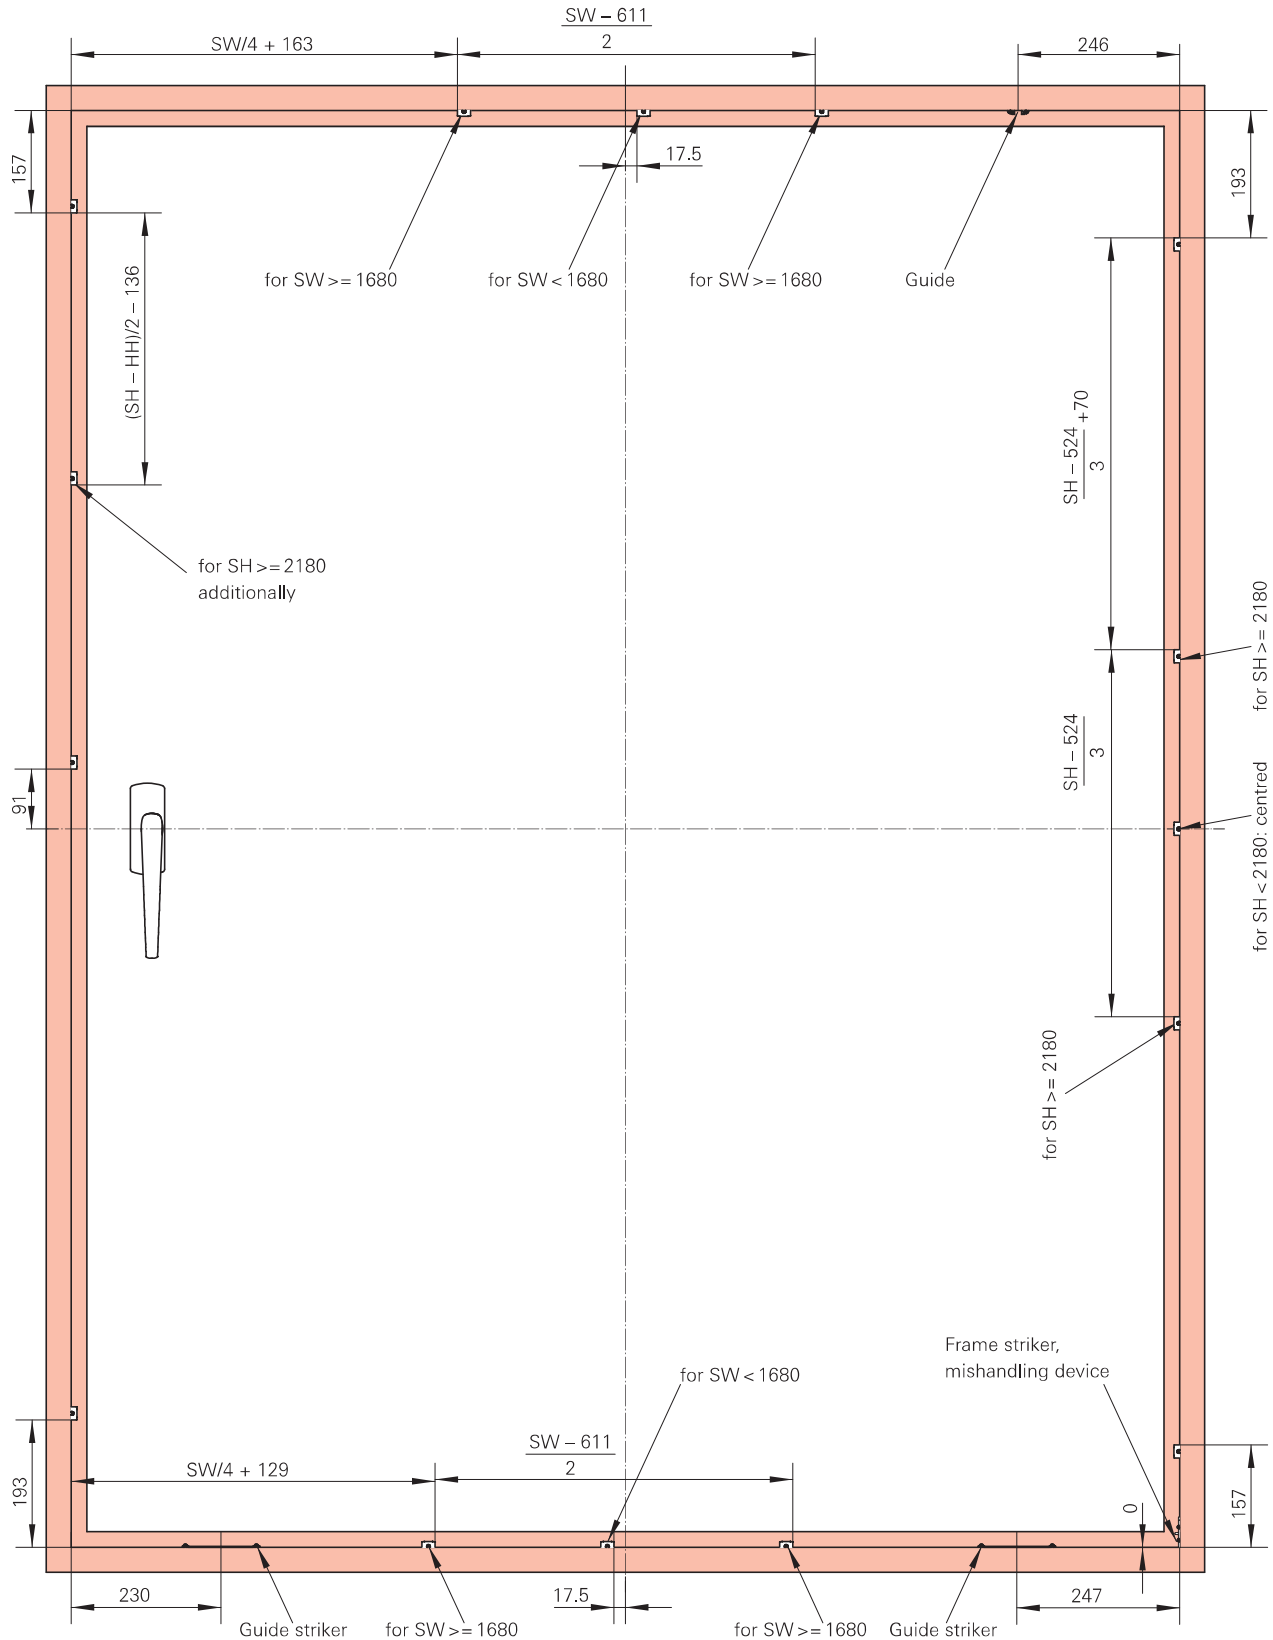 SW – 611
2
SW/4 + 163
246
157
17.5
193
for SW >= 1680
for SW < 1680
for SW >= 1680
Guide
(SH – HH)/2 – 136
SH – 524
3
+70
for SH >= 2180
additionally
for SH >= 2180
SH – 524
3
91
for SH < 2180: centred
for SH >= 2180
Frame striker,
mishandling device
for SW < 1680
SW – 611
2
SW/4 + 129
193
0
157
230
17.5
247
Guide striker
for SW >= 1680
for SW >= 1680
Guide striker